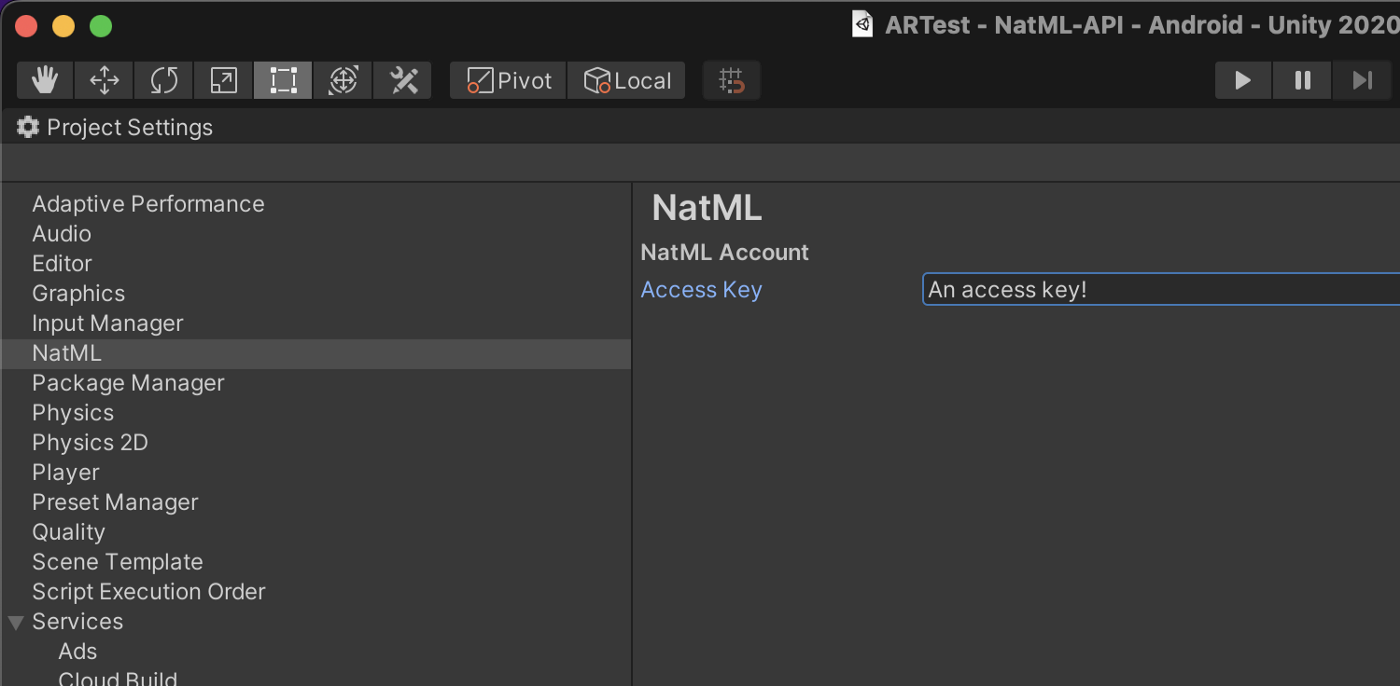 ARTest - NatML-API - Android - Unity 2020
Pivot Local
Project Settings
Adaptive Performance
Audio
Editor
Graphics
Input Manager
NatML
Package Manager
Physics
Physics 2D
Player
Preset Manager
Quality
Scene Template
Script Execution Order
Services
Ads
Cloud Build
NatML
NatML Account
Access Key An access key!